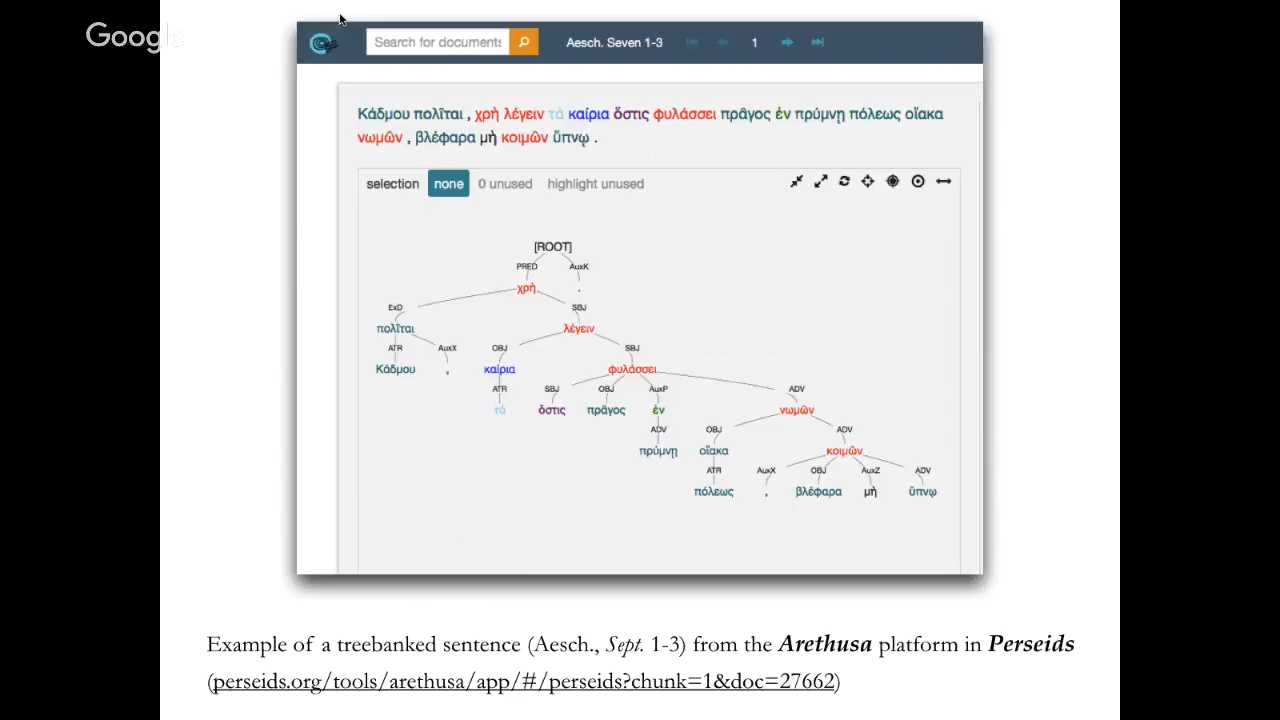 Google
Search for documents Aesch. Seven 1-3 1
Κάδμου πολῖται , χρὴ λέγειν τὰ καίρια ὅστις φυλάσσει πρᾶγος ἐν πρύμνῃ πόλεως οἴακα
νωμῶν , βλέφαρα μὴ κοιμῶν ὕπνῳ .
selection none 0 unused highlight unused
[ROOT]
PRED AuxK
χρὴ .
ExD SBJ
πολῖται λέγειν
ATR AuxX OBJ SBJ
Κάδμου , καίρια φυλάσσει
ATR SBJ OBJ AuxP ADV
τὰ ὅστις πρᾶγος ἐν νωμῶν
ADV OBJ ADV
πρύμνῃ οἴακα κοιμῶν
ATR AuxX OBJ AuxZ ADV
πόλεως , βλέφαρα μὴ ὕπνῳ
Example of a treebanked sentence (Aesch., Sept. 1-3) from the Arethusa platform in Perseids
(perseids.org/tools/arethusa/app/#/perseids?chunk=1&doc=27662)